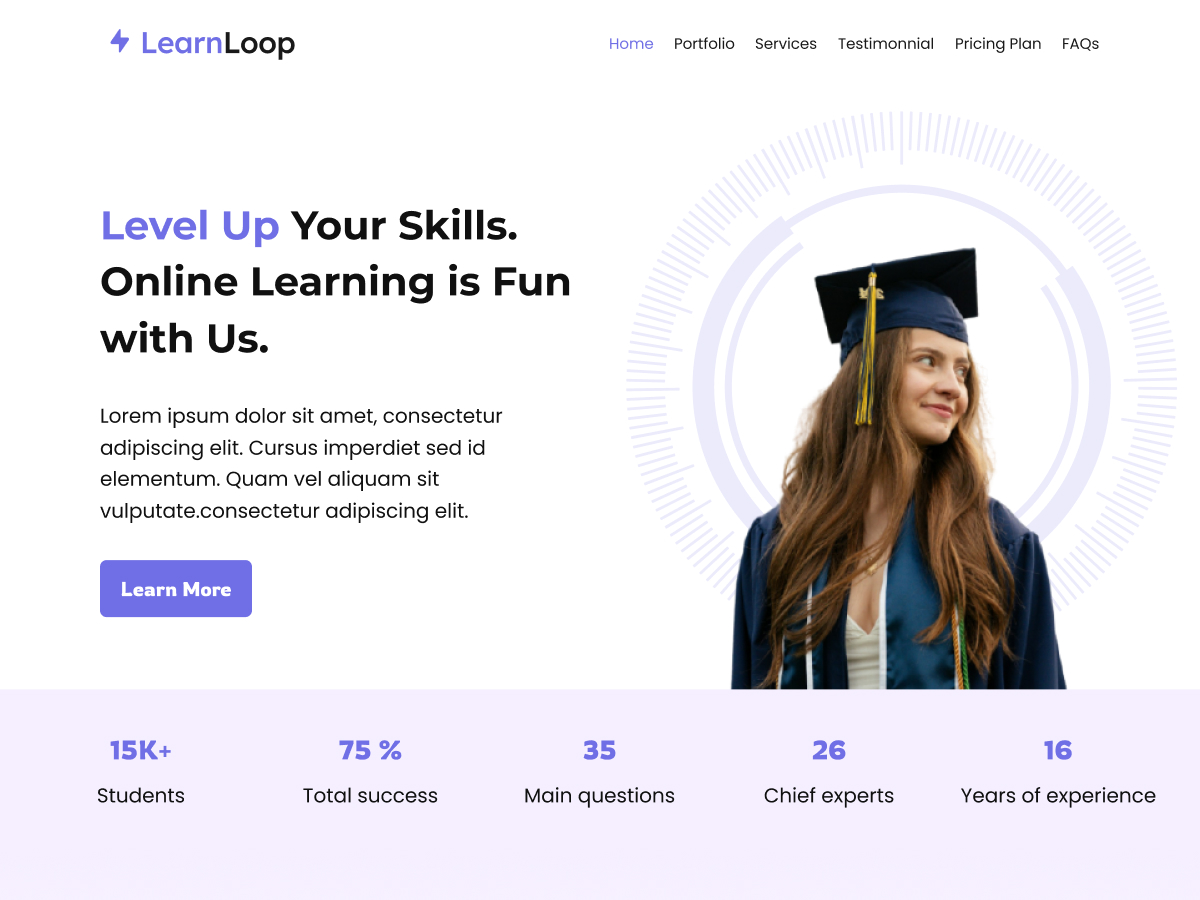 LearnLoop
Home Portfolio Services Testimonnial Pricing Plan FAQs
Level Up Your Skills.
Online Learning is Fun
with Us.
Lorem ipsum dolor sit amet, consectetur
adipiscing elit. Cursus imperdiet sed id
elementum. Quam vel aliquam sit
vulputate.consectetur adipiscing elit.
Learn More
15K+
Students
75 %
Total success
35
Main questions
26
Chief experts
16
Years of experience